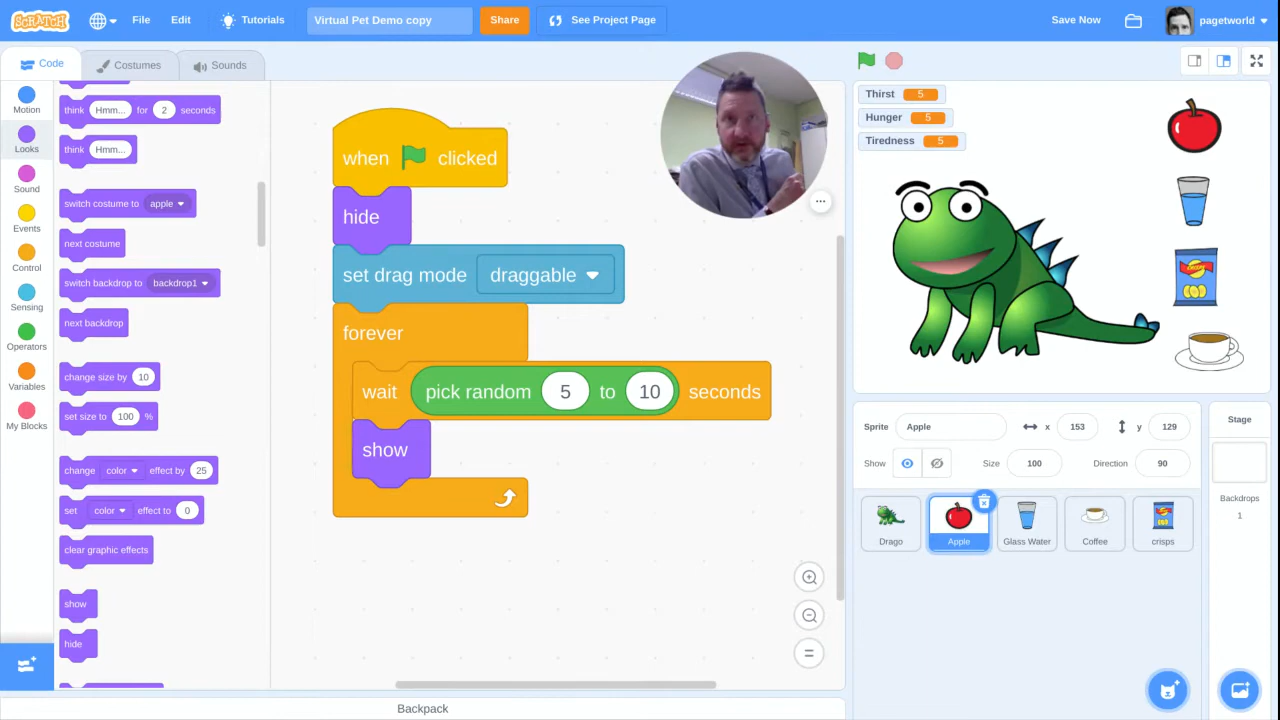 SCRATCH
File
Edit
Tutorials
Virtual Pet Demo copy
Share
See Project Page
Save Now
pagetworld
Code
Costumes
Sounds
Motion
Looks
Sound
Events
Control
Sensing
Operators
Variables
My Blocks
think Hmm... for 2 seconds
think Hmm...
switch costume to apple
next costume
switch backdrop to backdrop1
next backdrop
change size by 10
set size to 100 %
change color effect by 25
set color effect to 0
clear graphic effects
show
hide
when clicked
hide
set drag mode draggable
forever
wait pick random 5 to 10 seconds
show
Backpack
Thirst 5
Hunger 5
Tiredness 5
Sprite Apple x 153 y 129
Show Size 100 Direction 90
Drago
Apple
Glass Water
Coffee
crisps
Stage
Backdrops
1